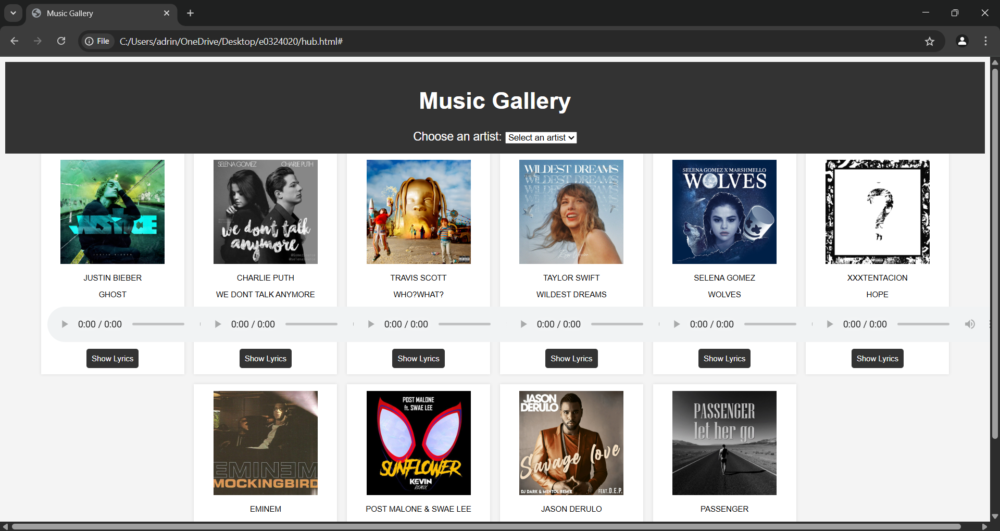 Music Gallery
File
C:/Users/adrin/OneDrive/Desktop/e0324020/hub.html#
Music Gallery
Choose an artist: Select an artist
JUSTICE
JUSTIN BIEBER
JUSTIN BIEBER
GHOST
0:00 / 0:00
Show Lyrics
SELENA GOMEZ CHARLIE PUTH
we don't talk
anymore
CHARLIE PUTH
WE DONT TALK ANYMORE
0:00 / 0:00
Show Lyrics
TRAVIS SCOTT
WHO?WHAT?
0:00 / 0:00
Show Lyrics
WILDEST DREAMS
WILDEST DREAMS
WILDEST DREAMS
TAYLOR SWIFT
WILDEST DREAMS
0:00 / 0:00
Show Lyrics
SELENA GOMEZ X MARSHMELLO
WOLVES
SELENA GOMEZ
WOLVES
0:00 / 0:00
Show Lyrics
?
XXXTENTACION
HOPE
0:00 / 0:00
Show Lyrics
EMINEM
MOCKINGBIRD
EMINEM
POST MALONE
ft. SWAE LEE
SUNFLOWER
KEVIN
REMIX
POST MALONE & SWAE LEE
JASON
DERULO
Savage love
DJ DARK & MENTOL REMIX FEAT.D.E.P.
JASON DERULO
PASSENGER
let her go
PASSENGER